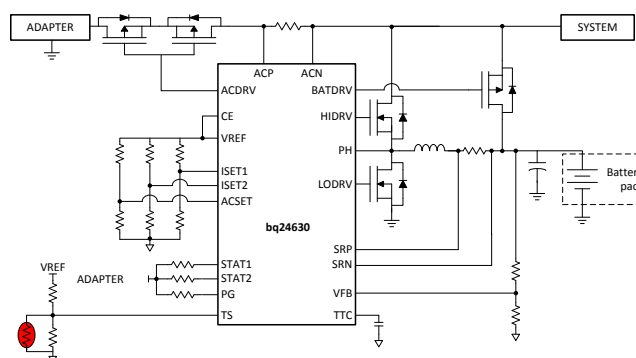 ADAPTER
SYSTEM
ACP
ACN
ACDRV
BATDRV
CE
HIDRV
VREF
PH
ISET1
ISET2
LODRV
ACSET
bq24630
SRP
SRN
STAT1
ADAPTER
STAT2
PG
VFB
VREF
TS
TTC